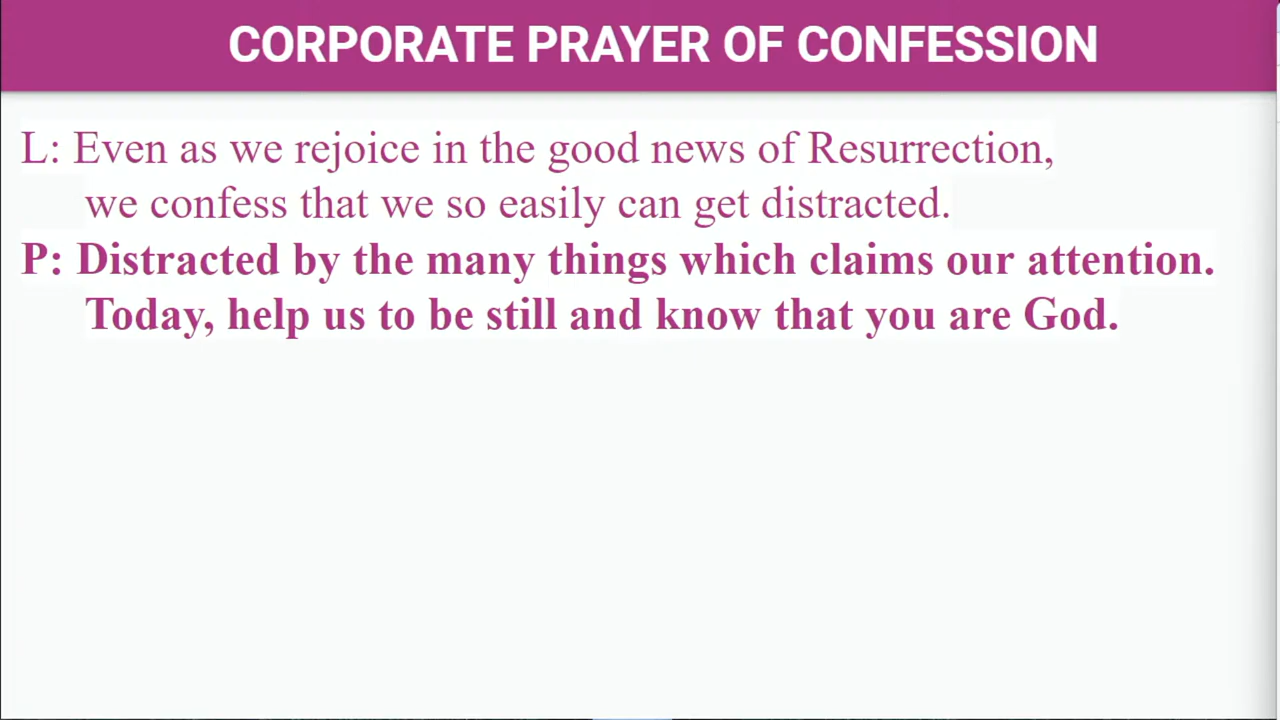 CORPORATE PRAYER OF CONFESSION
L: Even as we rejoice in the good news of Resurrection,
we confess that we so easily can get distracted.
P: Distracted by the many things which claims our attention.
Today, help us to be still and know that you are God.